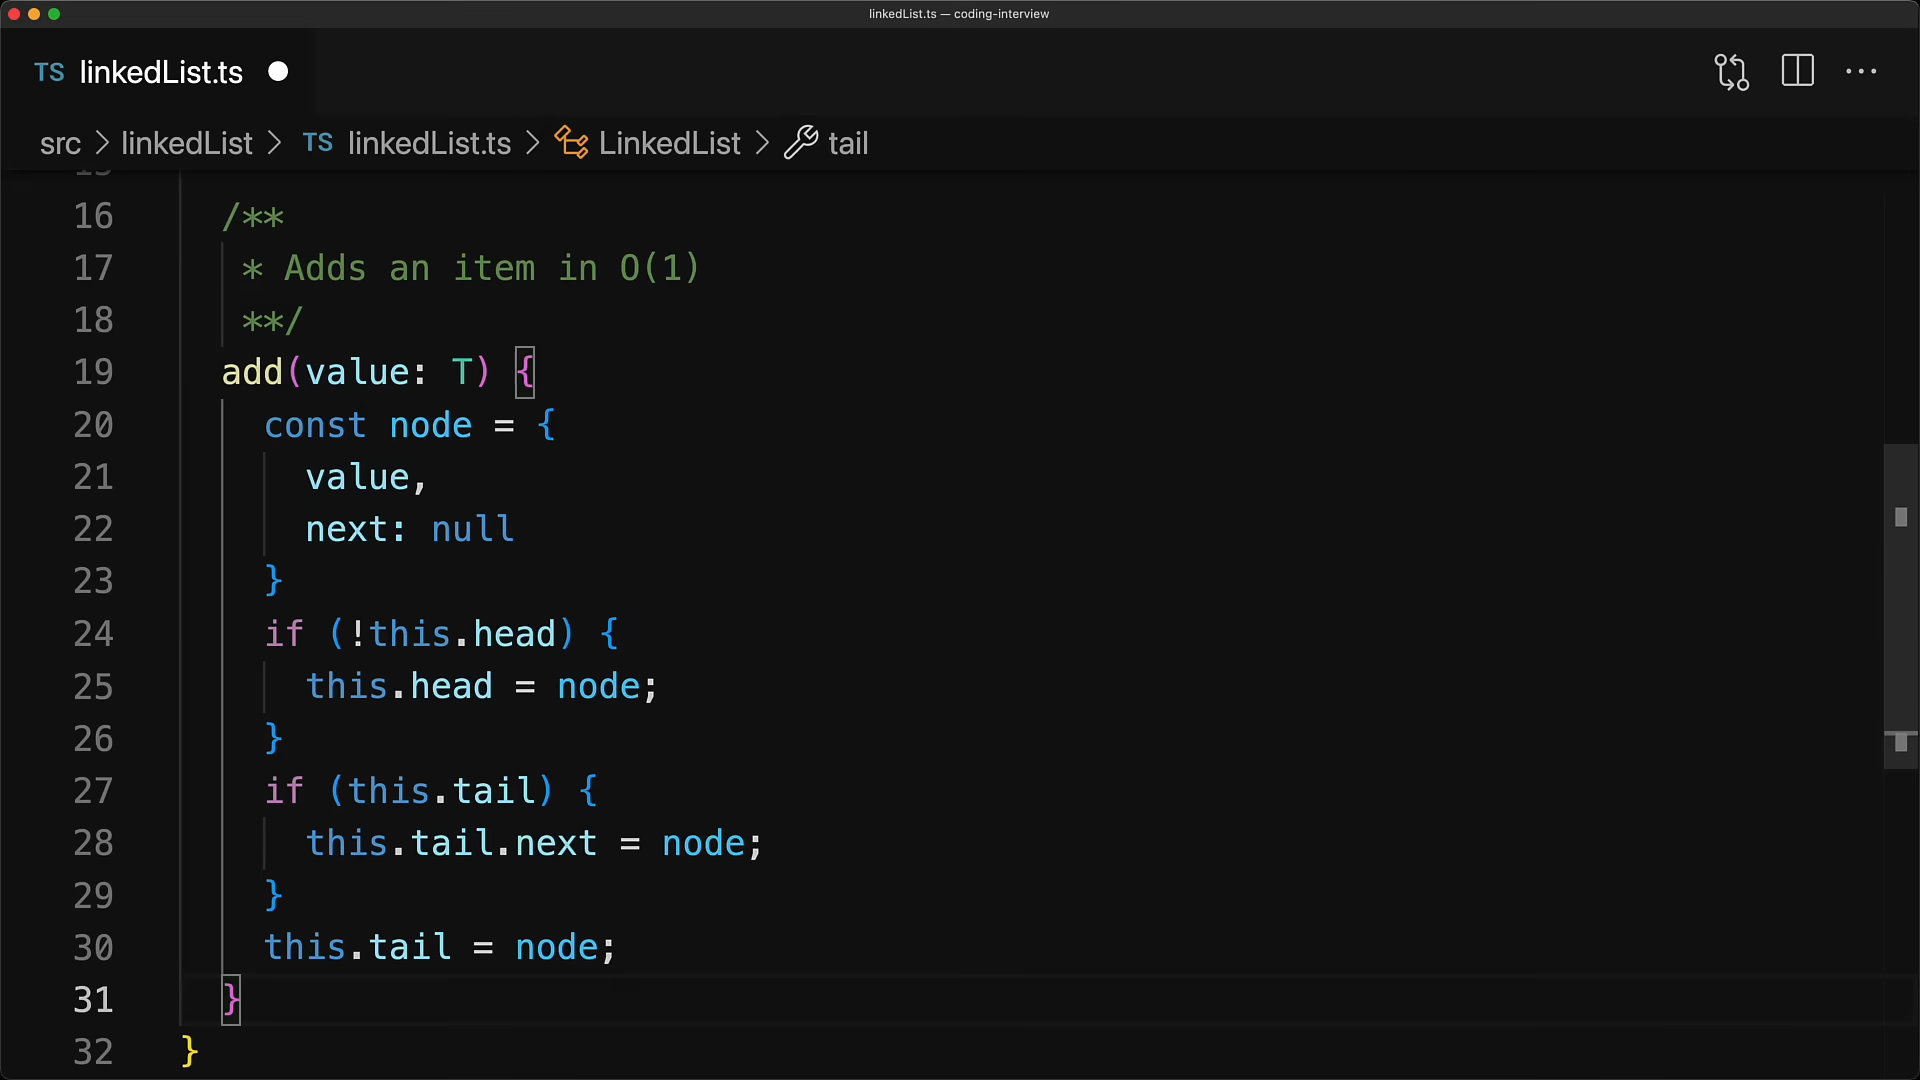 linkedList.ts — coding-interview
TS linkedList.ts
src > linkedList > TS linkedList.ts > LinkedList > tail
16 /**
17 * Adds an item in O(1)
18 **/
19 add(value: T) {
20 const node = {
21 value,
22 next: null
23 }
24 if (!this.head) {
25 this.head = node;
26 }
27 if (this.tail) {
28 this.tail.next = node;
29 }
30 this.tail = node;
31 }
32 }